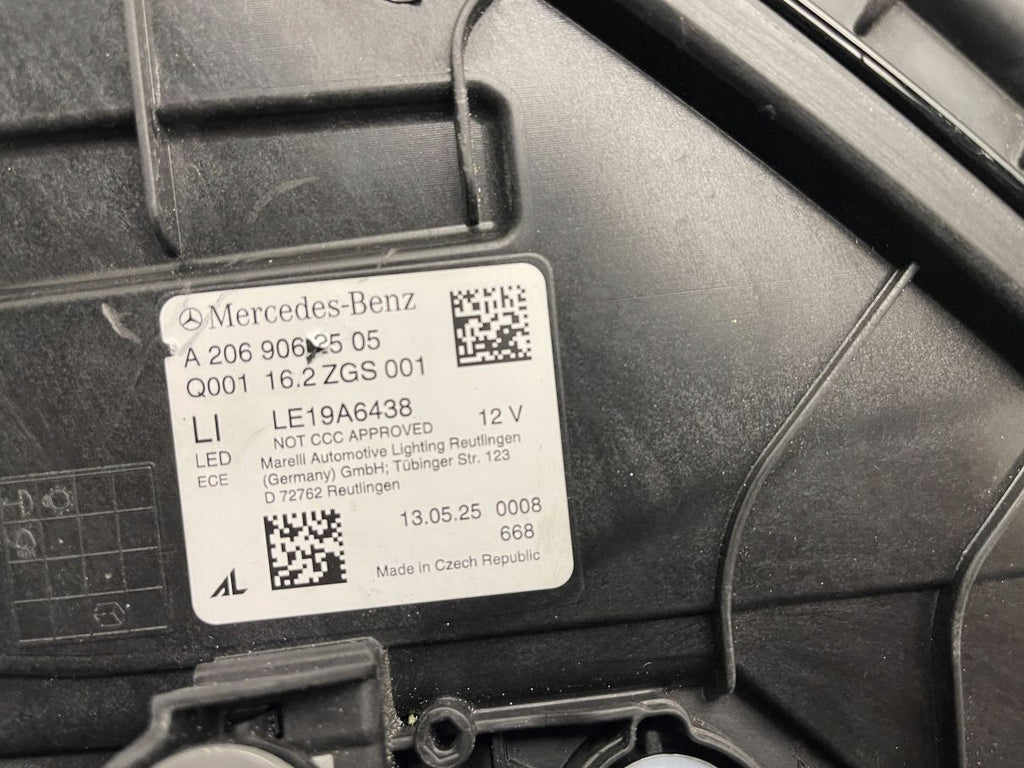 Mercedes-Benz
A 206 906 25 05
Q001 16.2 ZGS 001
LI
LE19A6438
12 V
LED
NOT CCC APPROVED
ECE
Marelli Automotive Lighting Reutlingen
(Germany) GmbH; Tübinger Str. 123
D 72762 Reutlingen
13.05.25 0008
668
AL
Made in Czech Republic